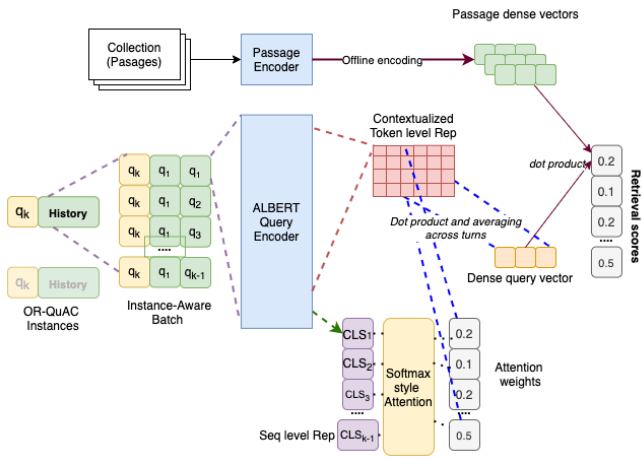 Passage dense vectors
Collection
(Pasages)
Passage
Encoder
Offline encoding
Contextualized
Token level Rep
dot product
0.2
0.1
0.2
....
0.5
Retrieval scores
qk
History
qk
History
OR-QuAC
Instances
qk q1 q1
qk q1 q2
qk q1 q3
....
qk q1 qk-1
Instance-Aware
Batch
ALBERT
Query
Encoder
Dot product and averaging
across turns
Dense query vector
CLS1
CLS2
CLS3
....
CLSk-1
Seq level Rep
Softmax
style
Attention
0.2
0.1
0.2
....
0.5
Attention
weights